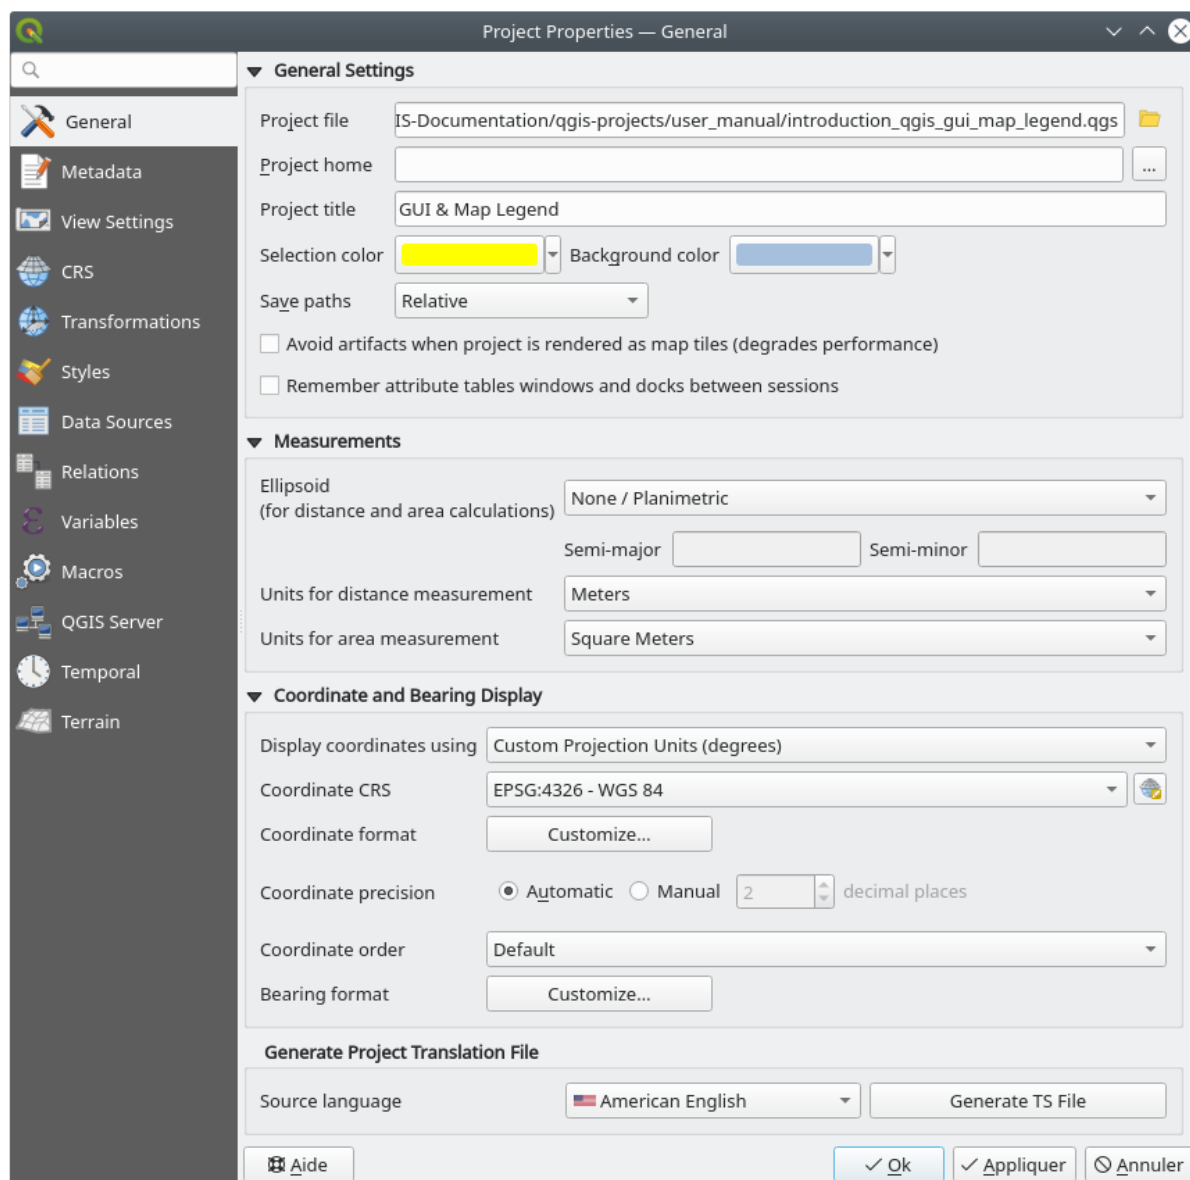 Project Properties — General
General
Metadata
View Settings
CRS
Transformations
Styles
Data Sources
Relations
Variables
Macros
QGIS Server
Temporal
Terrain
General Settings
Project file IS-Documentation/qgis-projects/user_manual/introduction_qgis_gui_map_legend.qgs
Project home ...
Project title GUI & Map Legend
Selection color Background color
Save paths Relative
Avoid artifacts when project is rendered as map tiles (degrades performance)
Remember attribute tables windows and docks between sessions
Measurements
Ellipsoid
(for distance and area calculations) None / Planimetric
Semi-major Semi-minor
Units for distance measurement Meters
Units for area measurement Square Meters
Coordinate and Bearing Display
Display coordinates using Custom Projection Units (degrees)
Coordinate CRS EPSG:4326 - WGS 84
Coordinate format Customize...
Coordinate precision Automatic Manual 2 decimal places
Coordinate order Default
Bearing format Customize...
Generate Project Translation File
Source language American English Generate TS File
Aide Ok Appliquer Annuler